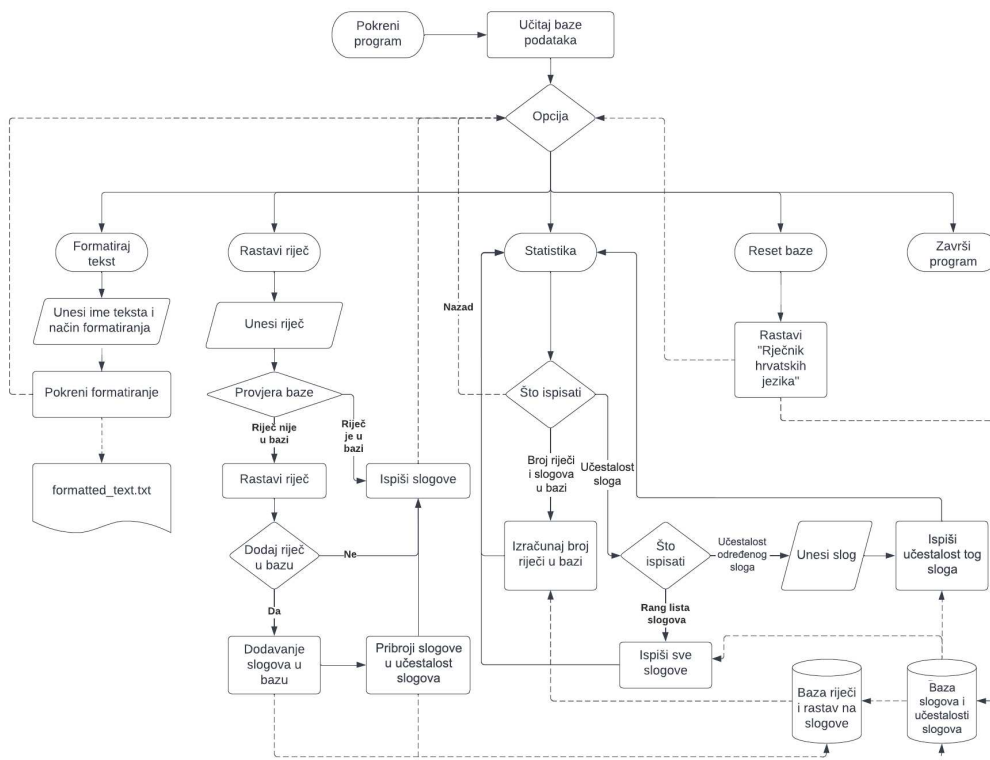 Pokreni
program
Učitaj baze
podataka
Opcija
Formatiraj
tekst
Rastavi riječ
Statistika
Reset baze
Završi
program
Unesi ime teksta i
način formatiranja
Unesi riječ
Nazad
Rastavi
"Rječnik
hrvatskih
jezika"
Pokreni formatiranje
Provjera baze
Što ispisati
Riječ nije
u bazi
Riječ
je u
bazi
Broj riječi
i slogova
u bazi
Učestalost
sloga
formatted_text.txt
Rastavi riječ
Ispiši slogove
Dodaj riječ
u bazu
Ne
Izračunaj broj
riječi u bazi
Što
ispisati
Učestalost
određenog
sloga
Unesi slog
Ispiši
učestalost tog
sloga
Da
Rang lista
slogova
Dodavanje
slogova u
bazu
Pribroji slogove
u učestalost
slogova
Ispiši sve
slogove
Baza riječi
i rastav na
slogove
Baza
slogova i
učestalosti
slogova